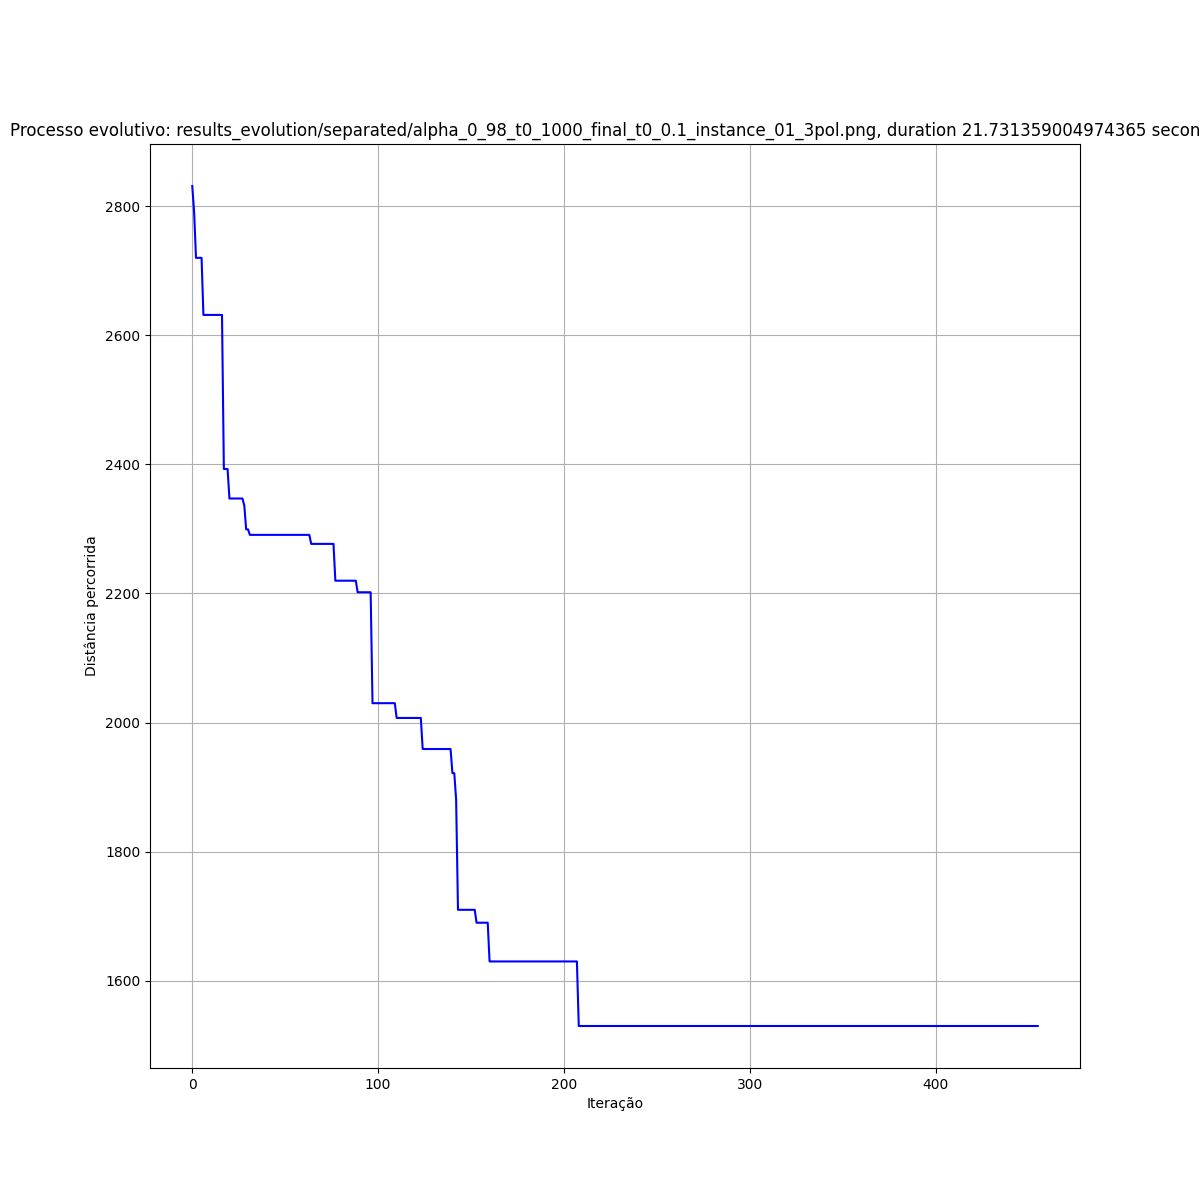 Processo evolutivo: results_evolution/separated/alpha_0_98_t0_1000_final_t0_0.1_instance_01_3pol.png, duration 21.731359004974365 secon
2800
2600
2400
2200
2000
1800
1600
Distância percorrida
0 100 200 300 400
Iteração